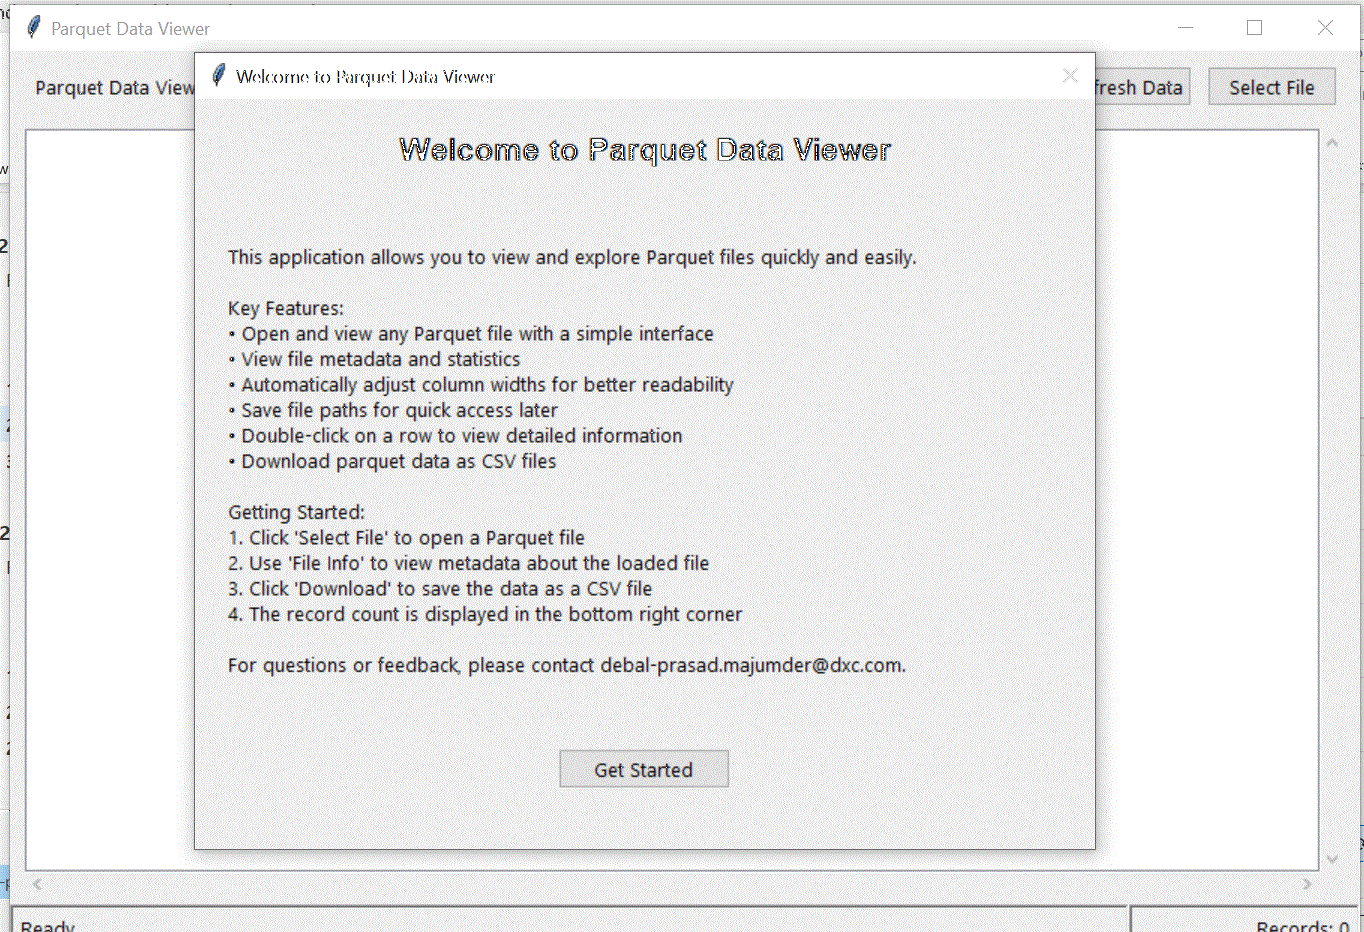 Parquet Data Viewer
Welcome to Parquet Data Viewer
Parquet Data View
fresh Data
Select File
Welcome to Parquet Data Viewer
This application allows you to view and explore Parquet files quickly and easily.
Key Features:
• Open and view any Parquet file with a simple interface
• View file metadata and statistics
• Automatically adjust column widths for better readability
• Save file paths for quick access later
• Double-click on a row to view detailed information
• Download parquet data as CSV files
Getting Started:
1. Click 'Select File' to open a Parquet file
2. Use 'File Info' to view metadata about the loaded file
3. Click 'Download' to save the data as a CSV file
4. The record count is displayed in the bottom right corner
For questions or feedback, please contact debal-prasad.majumder@dxc.com.
Get Started
Ready
Records: 0